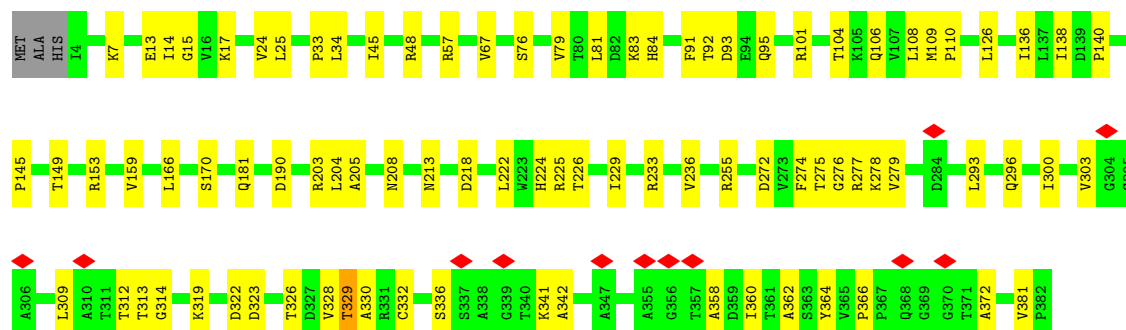 MET ALA HIS I4 K7 E13 I14 G15 V16 K17 V24 L25 P33 L34 I45 R48 R57 V67 S76 V79 T80 L81 D82 K83 H84 F91 T92 D93 E94 Q95 R101 T104 K105 Q106 V107 L108 M109 P110 L126 I136 L137 I138 D139 P140
P145 T149 R153 V159 L166 S170 Q181 D190 R203 L204 A205 N208 N213 D218 L222 W223 H224 R225 T226 I229 R233 V236 R255 D272 V273 F274 T275 G276 R277 K278 V279 D284 L293 Q296 I300 V303 G304
A306 L309 A310 T311 T312 T313 G314 K319 D322 D323 T326 D327 V328 T329 A330 R331 C332 S336 S337 A338 G339 T340 K341 A342 A347 A355 G356 T357 A358 D359 I360 T361 A362 S363 Y364 V365 P366 P367 Q368 G369 G370 T371 A372 V381 P382